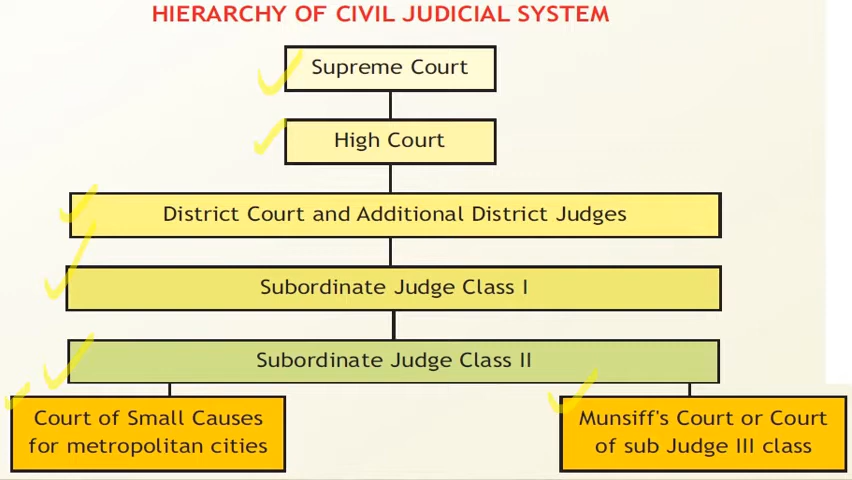 HIERARCHY OF CIVIL JUDICIAL SYSTEM
Supreme Court
High Court
District Court and Additional District Judges
Subordinate Judge Class I
Subordinate Judge Class II
Court of Small Causes
for metropolitan cities
Munsiff's Court or Court
of sub Judge III class